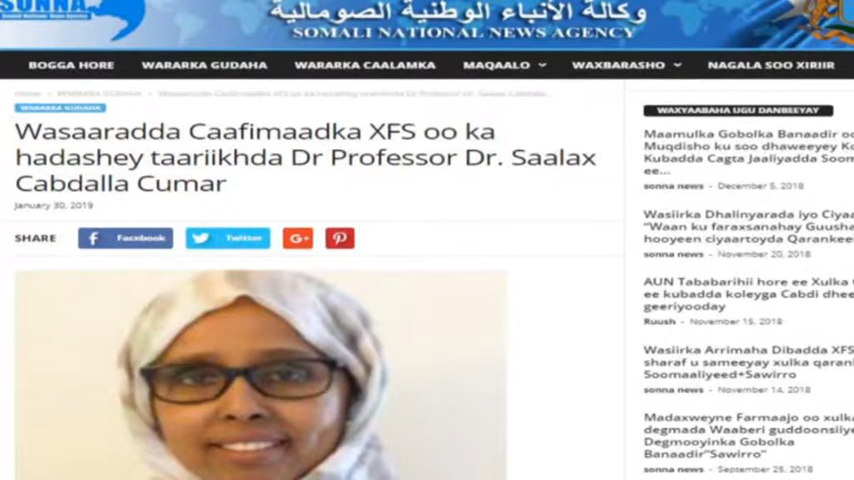 SONNA
Somali National News Agency
وكالة الأنباء الوطنية الصومالية
SOMALI NATIONAL NEWS AGENCY
BOGGA HORE WARARKA GUDAHA WARARKA CAALAMKA MAQAALO WAXBARASHO NAGALA SOO XIRIIR
WARARKA GUDAHA
Wasaaradda Caafimaadka XFS oo ka
hadashey taariikhda Dr Professor Dr. Saalax
Cabdalla Cumar
January 30, 2019
SHARE Facebook Twitter G+
WAXYAABAHA UGU DANBEEYAY
Maamulka Gobolka Banaadir oo
Muqdisho ku soo dhaweeyey
Kubadda Cagta Jaaliyadda
ee...
sonna news - December 5, 2018
Wasiirka Dhalinyarada iyo
"Waan ku faraxsanahay
hooyeen ciyaartoyda
sonna news - November 20, 2018
AUN Tababarihii hore ee Xulka
ee kubadda koleyga Cabdi
geeriyooday
Ruush - November 15, 2018
Wasiirka Arrimaha Dibadda XFS
sharaf u sameeyay xulka
Soomaaliyeed+Sawirro
sonna news - November 14, 2018
Madaxweyne Farmaajo oo
degmada Waaberi
Degmooyinka Gobolka
Banaadir"Sawirro"
sonna news - September 25, 2018